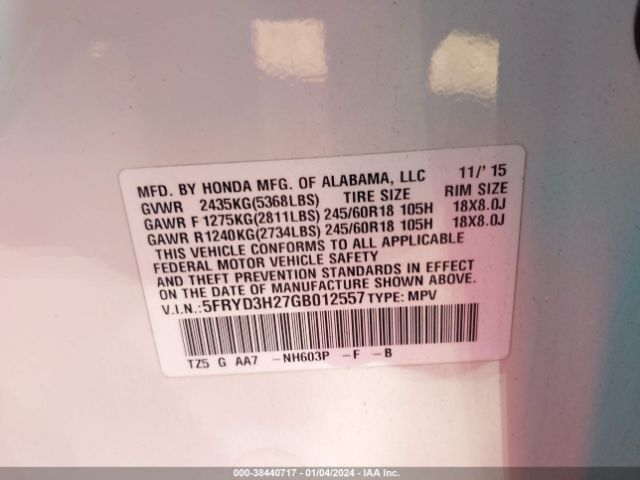 MFD. BY HONDA MFG. OF ALABAMA, LLC 11/' 15
GVWR 2435KG(5368LBS) TIRE SIZE RIM SIZE
GAWR F 1275KG(2811LBS) 245/60R18 105H 18X8.0J
GAWR R1240KG(2734LBS) 245/60R18 105H 18X8.0J
THIS VEHICLE CONFORMS TO ALL APPLICABLE
FEDERAL MOTOR VEHICLE SAFETY
AND THEFT PREVENTION STANDARDS IN EFFECT
ON THE DATE OF MANUFACTURE SHOWN ABOVE.
V.I.N.:5FRYD3H27GB012557 TYPE: MPV
TZ5 G AA7 -NH603P -F -B
000-38440717 - 01/04/2024 - IAA Inc.